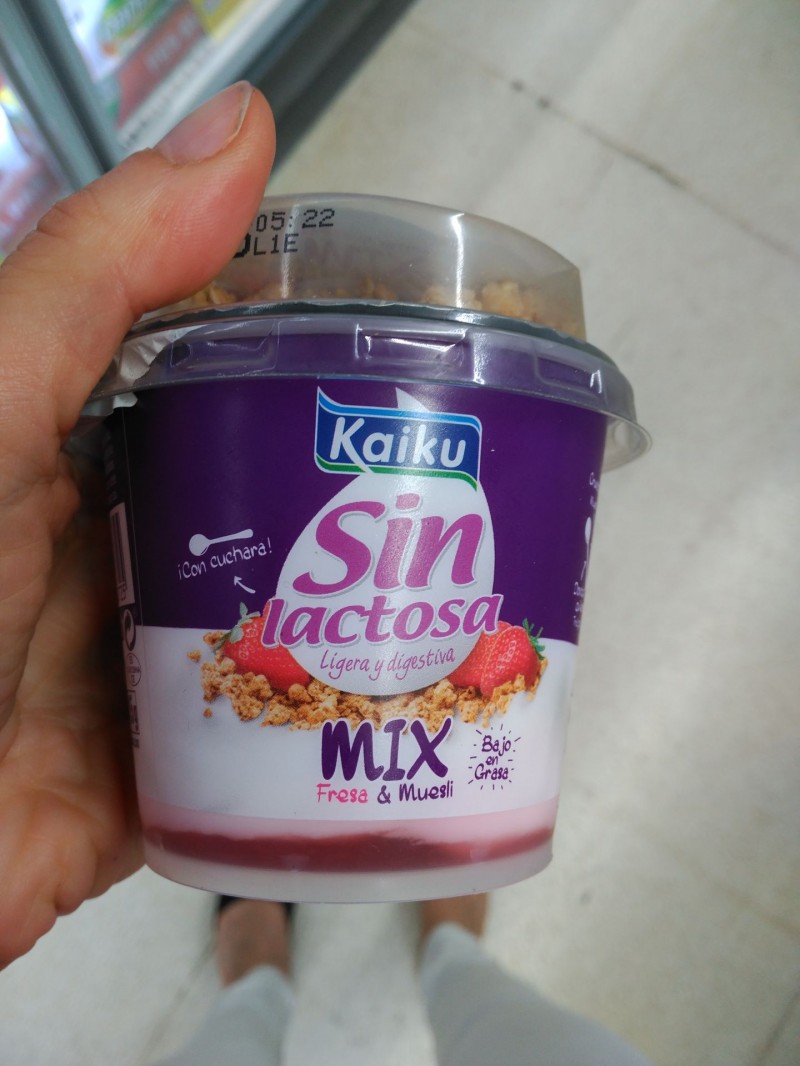 05:22
L1E
Kaiku
Sin
lactosa
Ligera y digestiva
¡Con cuchara!
MIX
Fresa & Muesli
Bajo
en
Grasa